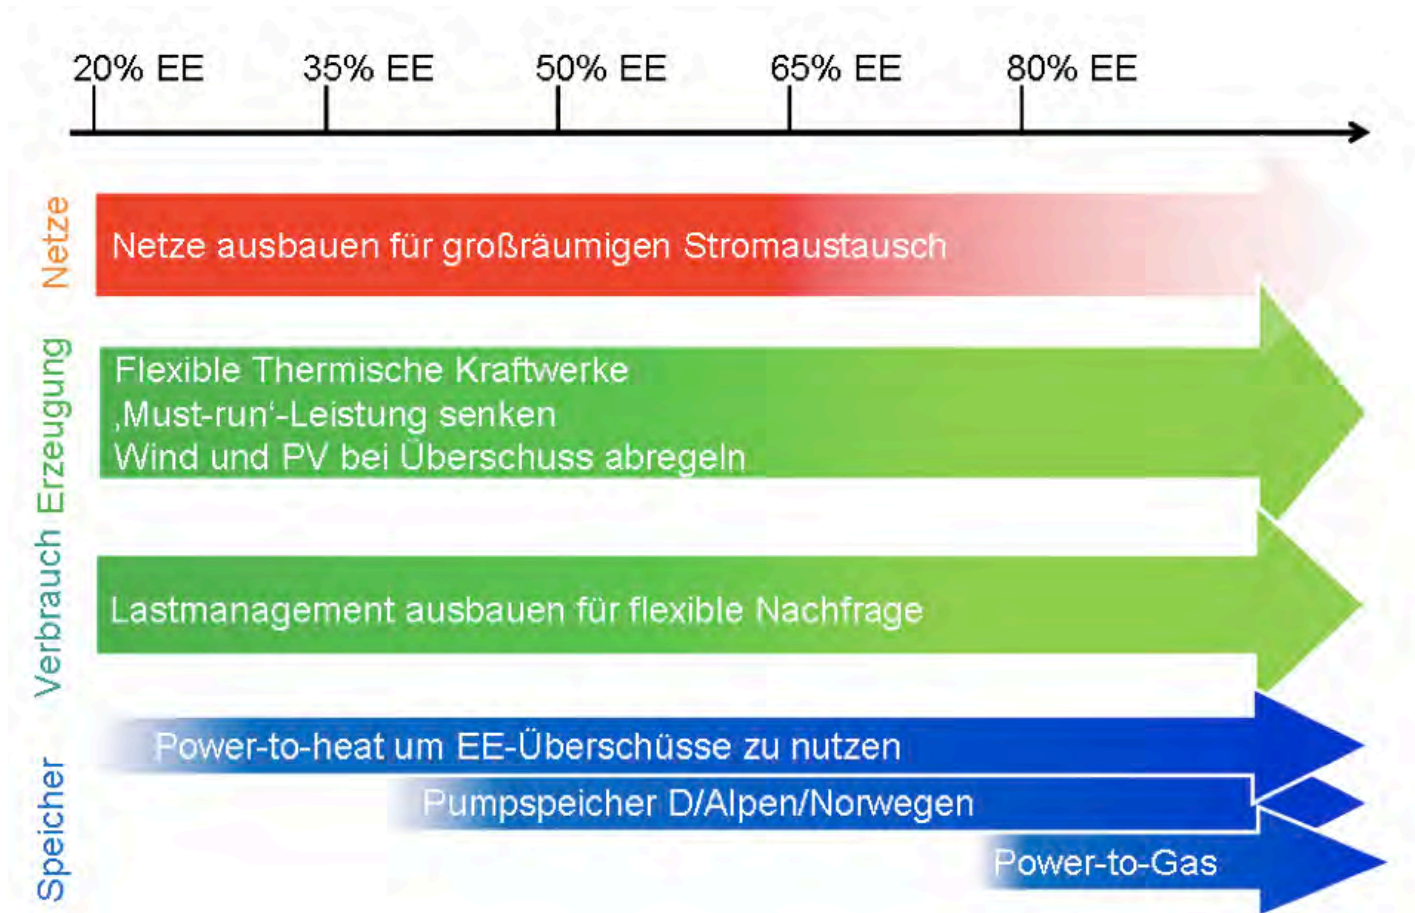 20% EE 35% EE 50% EE 65% EE 80% EE
Netze
Netze ausbauen für großräumigen Stromaustausch
Erzeugung
Flexible Thermische Kraftwerke
‚Must-run‘-Leistung senken
Wind und PV bei Überschuss abregeln
Verbrauch
Lastmanagement ausbauen für flexible Nachfrage
Speicher
Power-to-heat um EE-Überschüsse zu nutzen
Pumpspeicher D/Alpen/Norwegen
Power-to-Gas